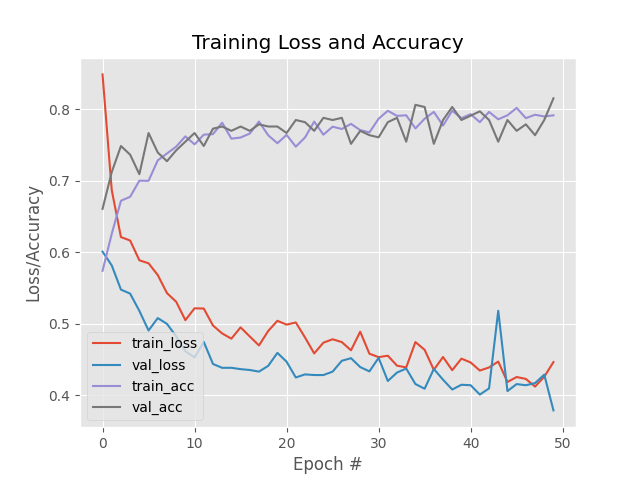 Training Loss and Accuracy
Loss/Accuracy
0.8
0.7
0.6
0.5
0.4
train_loss
val_loss
train_acc
val_acc
0 10 20 30 40 50
Epoch #